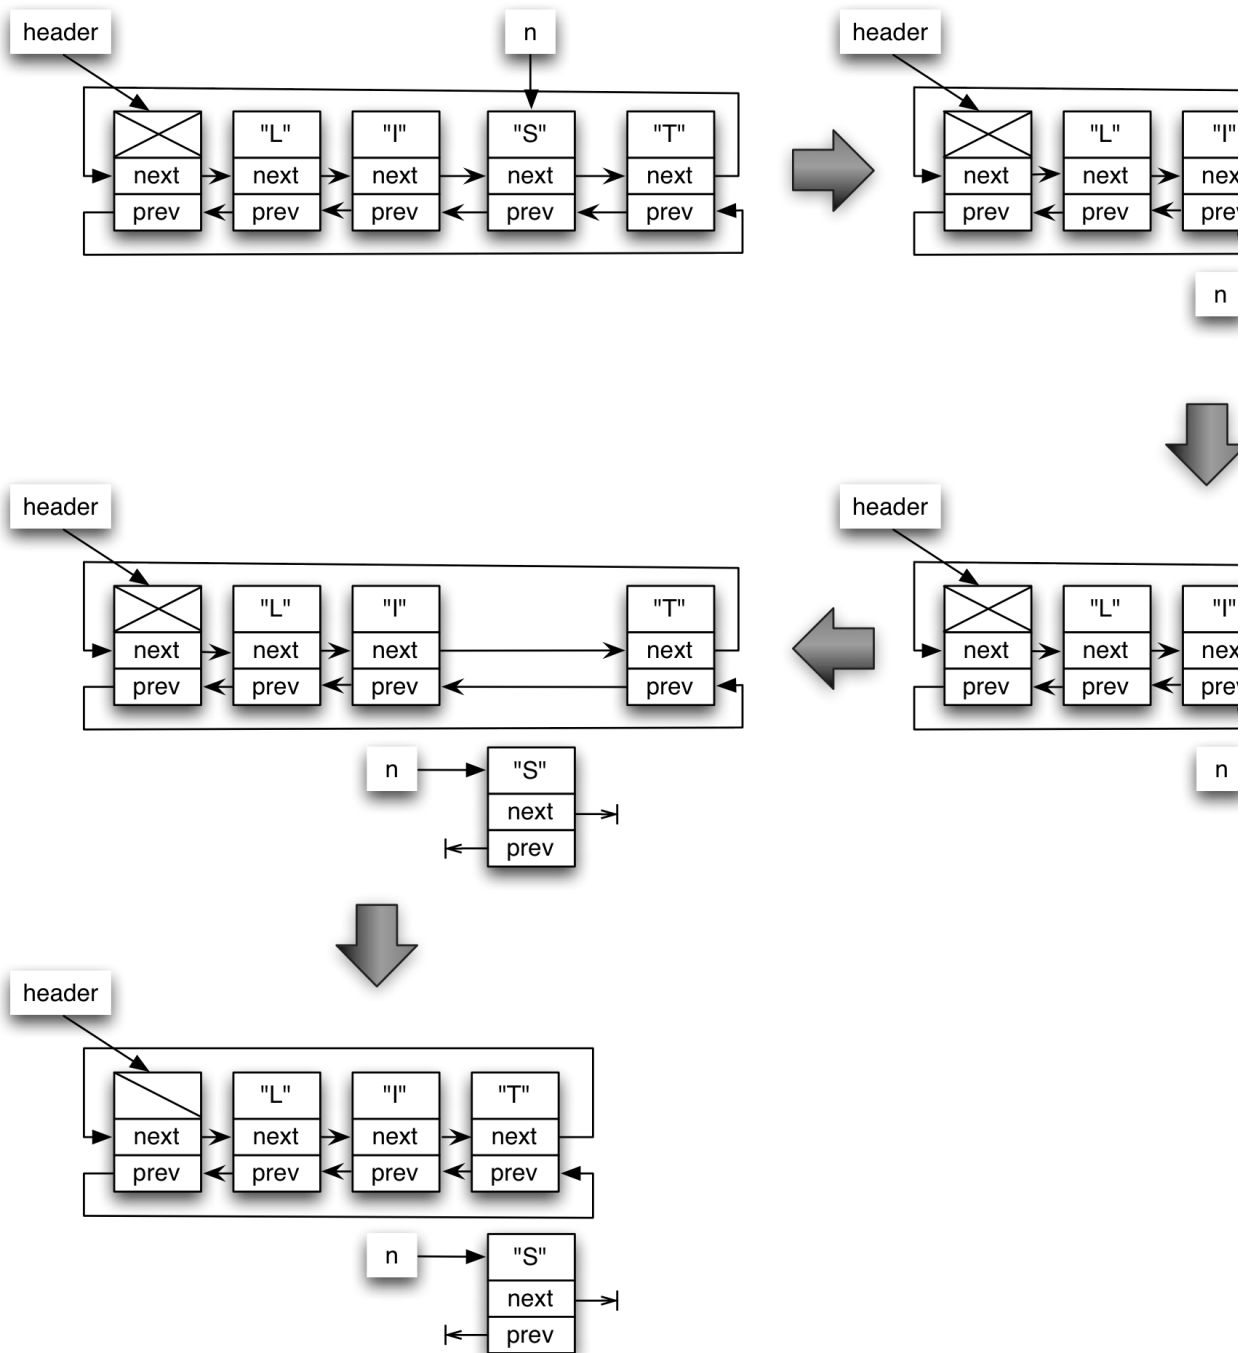 header n header
"L" "I" "S" "T" "L" "I"
next next next next next next next
prev prev prev prev prev prev prev
n
header header
"L" "I" "T" "L" "I"
next next next next next next
prev prev prev prev prev prev
n "S" n
next
prev
header
"L" "I" "T"
next next next next
prev prev prev prev
n "S"
next
prev